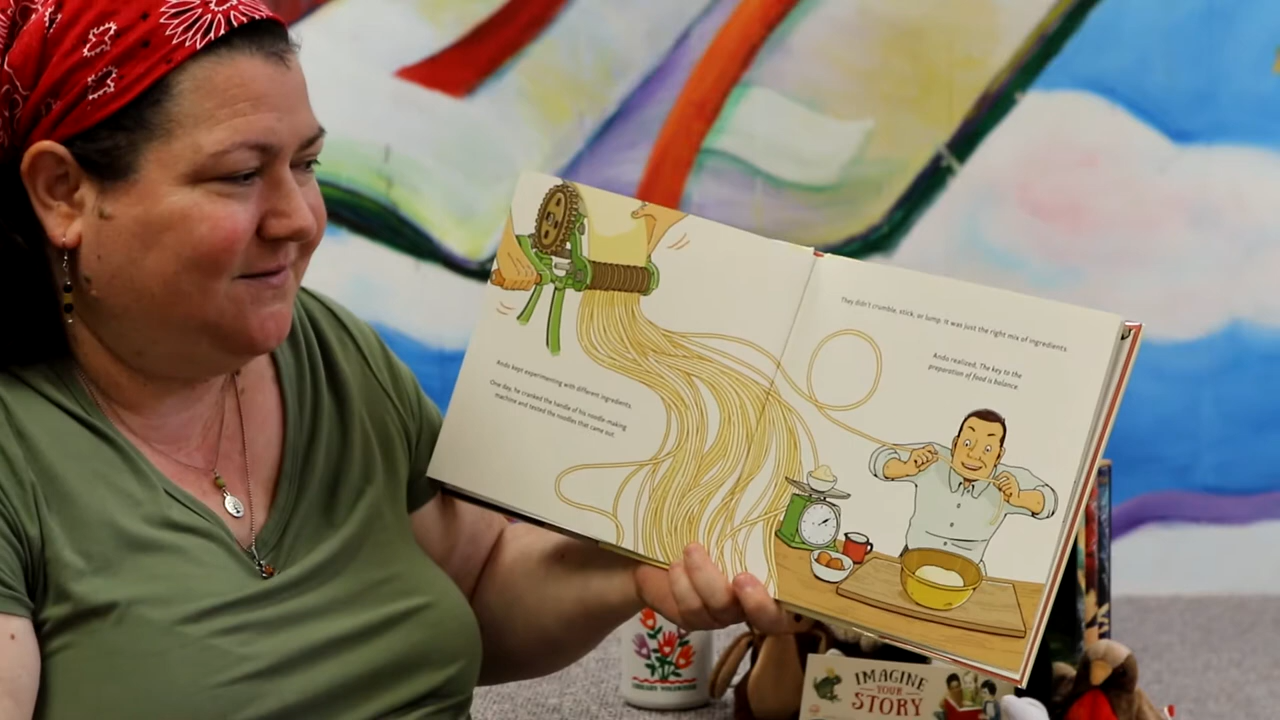 Ando kept experimenting with different ingredients.
One day, he cranked the handle of his noodle-making
machine and tested the noodles that came out.
They didn't crumble, stick, or lump. It was just the right mix of ingredients.
Ando realized, The key to the
preparation of food is balance
LIBRARY VOLUNTEER
IMAGINE
YOUR
STORY